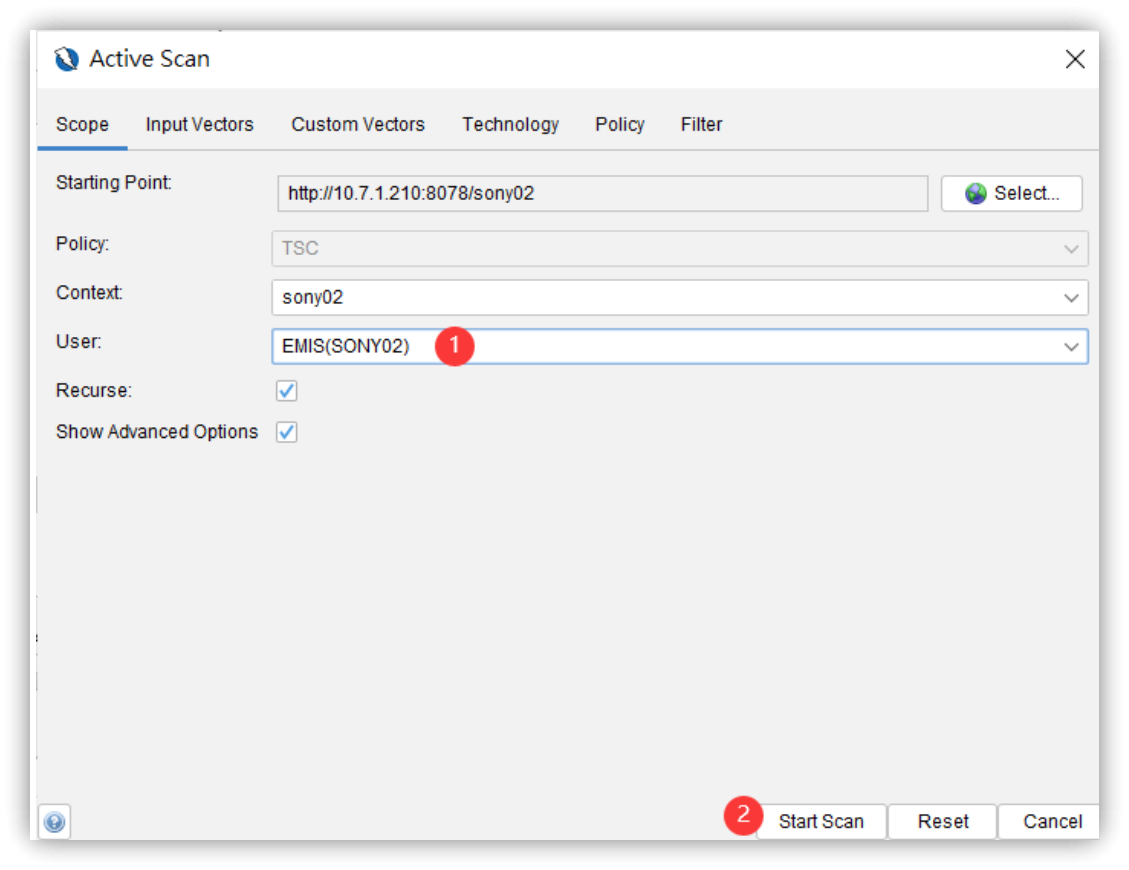 Active Scan
Scope Input Vectors Custom Vectors Technology Policy Filter
Starting Point: http://10.7.1.210:8078/sony02 Select...
Policy: TSC
Context: sony02
User: EMIS(SONY02) 1
Recurse:
Show Advanced Options
2 Start Scan Reset Cancel